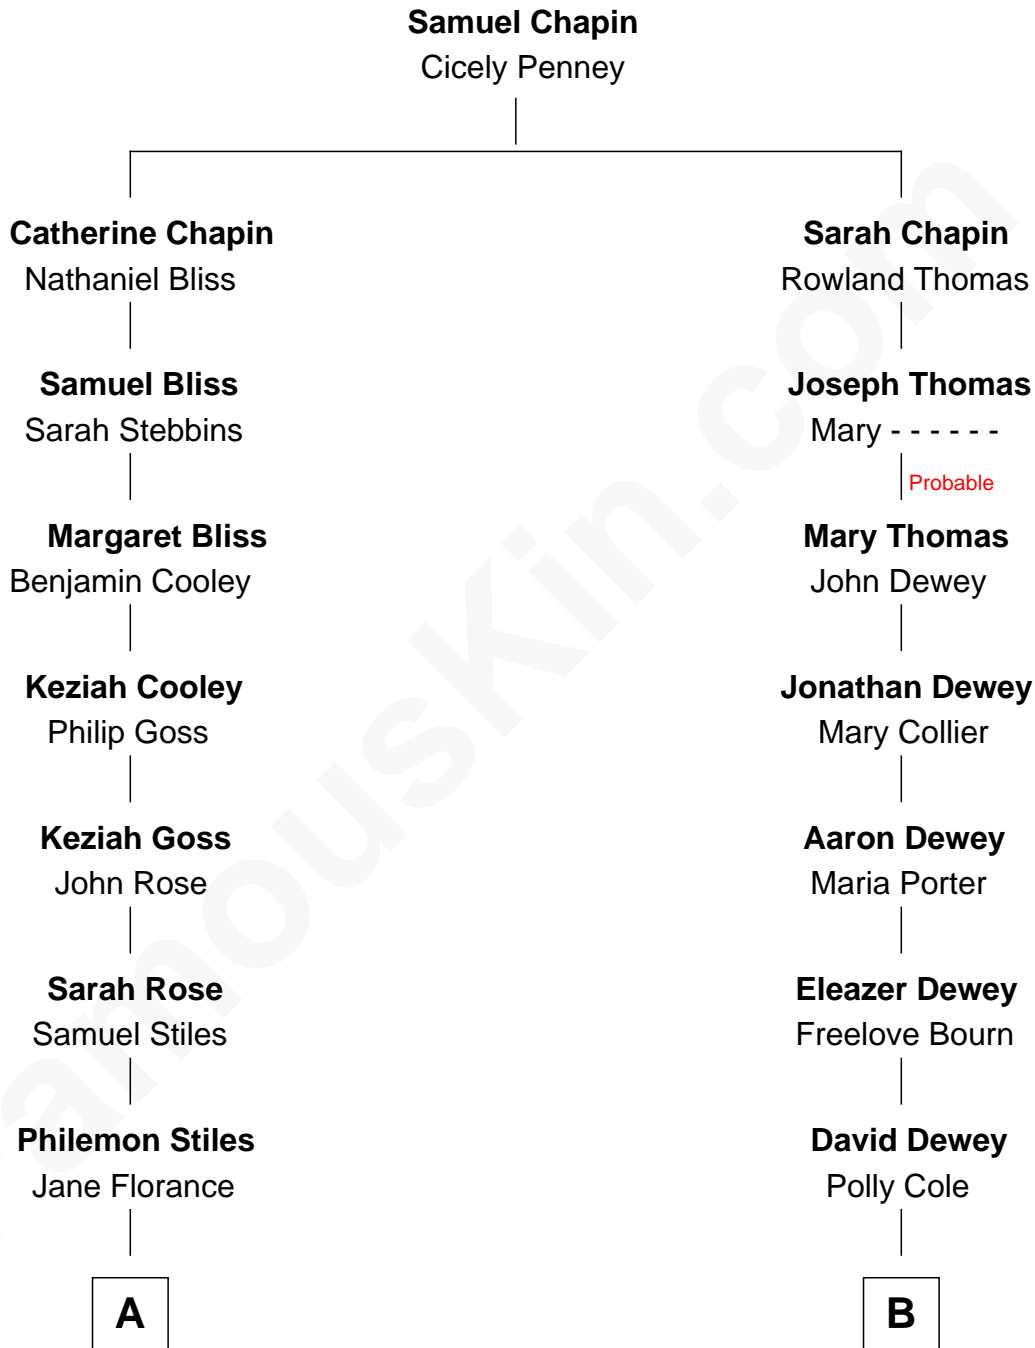 Samuel Chapin
Cicely Penney
Catherine Chapin
Nathaniel Bliss
Sarah Chapin
Rowland Thomas
Samuel Bliss
Sarah Stebbins
Joseph Thomas
Mary - - - - - -
Probable
Margaret Bliss
Benjamin Cooley
Mary Thomas
John Dewey
Keziah Cooley
Philip Goss
Jonathan Dewey
Mary Collier
Keziah Goss
John Rose
Aaron Dewey
Maria Porter
Sarah Rose
Samuel Stiles
Eleazer Dewey
Freelove Bourn
Philemon Stiles
Jane Florance
David Dewey
Polly Cole
A
B
amousKin.com